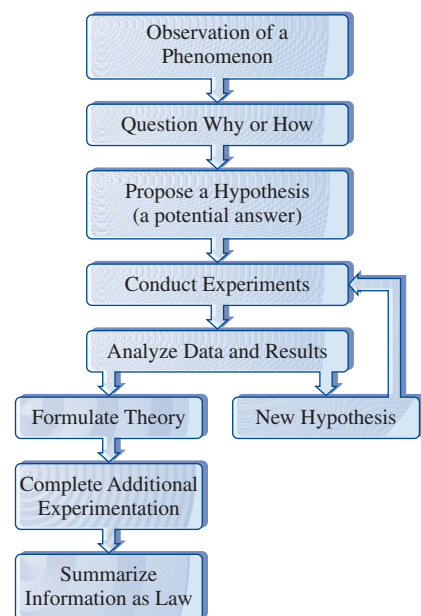 Observation of a
Phenomenon
Question Why or How
Propose a Hypothesis
(a potential answer)
Conduct Experiments
Analyze Data and Results
Formulate Theory
New Hypothesis
Complete Additional
Experimentation
Summarize
Information as Law